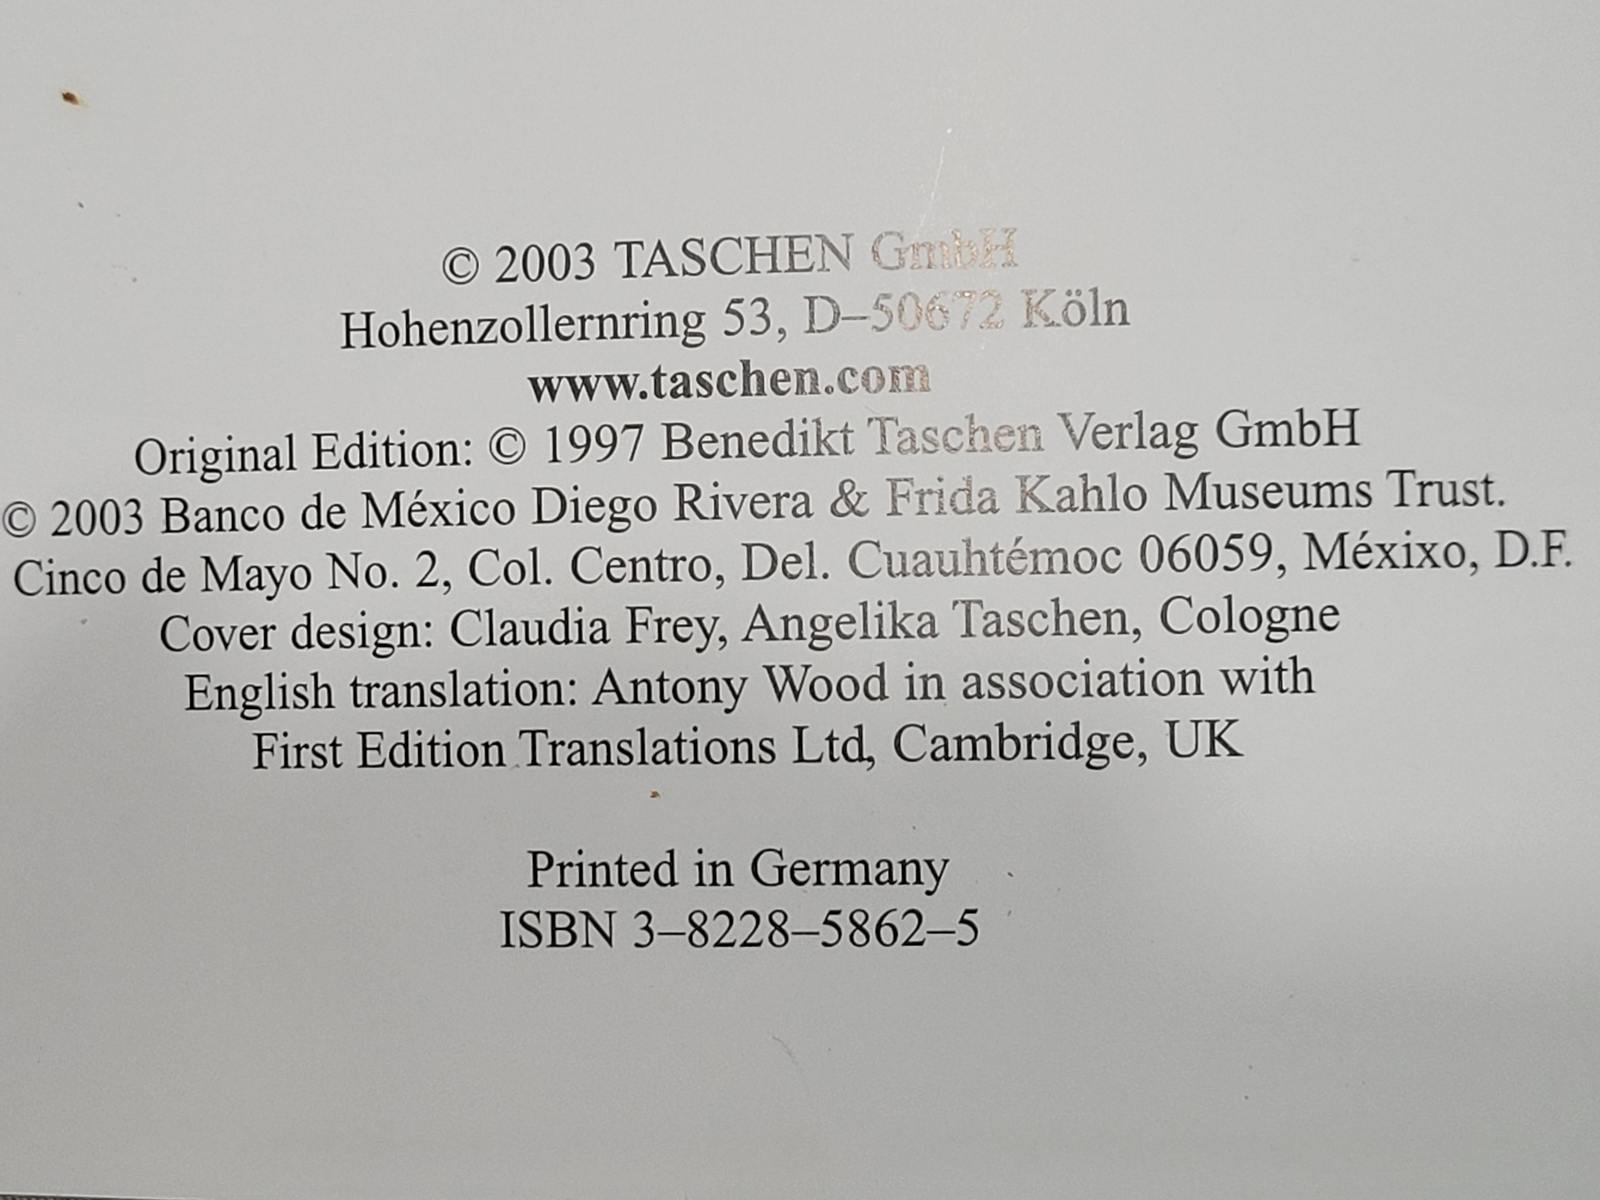 © 2003 TASCHEN GmbH
Hohenzollernring 53, D–50672 Köln
www.taschen.com
Original Edition: © 1997 Benedikt Taschen Verlag GmbH
© 2003 Banco de México Diego Rivera & Frida Kahlo Museums Trust.
Cinco de Mayo No. 2, Col. Centro, Del. Cuauhtémoc 06059, Méxixo, D.F.
Cover design: Claudia Frey, Angelika Taschen, Cologne
English translation: Antony Wood in association with
First Edition Translations Ltd, Cambridge, UK
Printed in Germany
ISBN 3–8228–5862–5